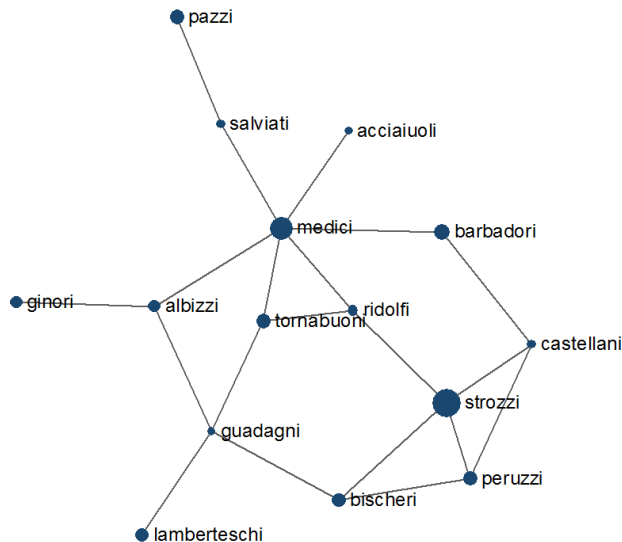 pazzi
salviati
acciaiuoli
medici
barbadori
ginori
albizzi
ridolfi
tornabuoni
castellani
strozzi
guadagni
peruzzi
bischeri
lamberteschi